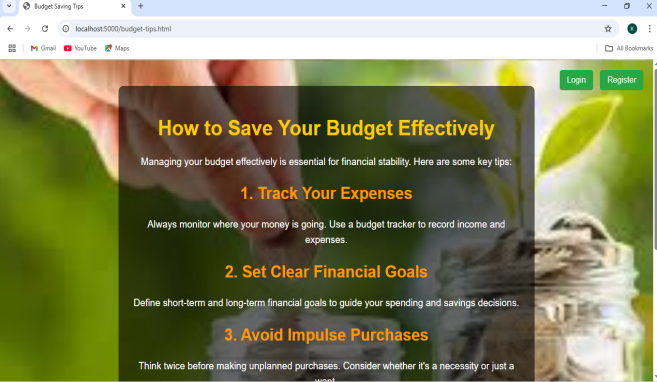 Budget Saving Tips
localhost:5000/budget-tips.html
K
Gmail
YouTube
Maps
All Bookmarks
Login
Register
How to Save Your Budget Effectively
Managing your budget effectively is essential for financial stability. Here are some key tips:
1. Track Your Expenses
Always monitor where your money is going. Use a budget tracker to record income and
expenses.
2. Set Clear Financial Goals
Define short-term and long-term financial goals to guide your spending and savings decisions.
3. Avoid Impulse Purchases
Think twice before making unplanned purchases. Consider whether it's a necessity or just a
want.